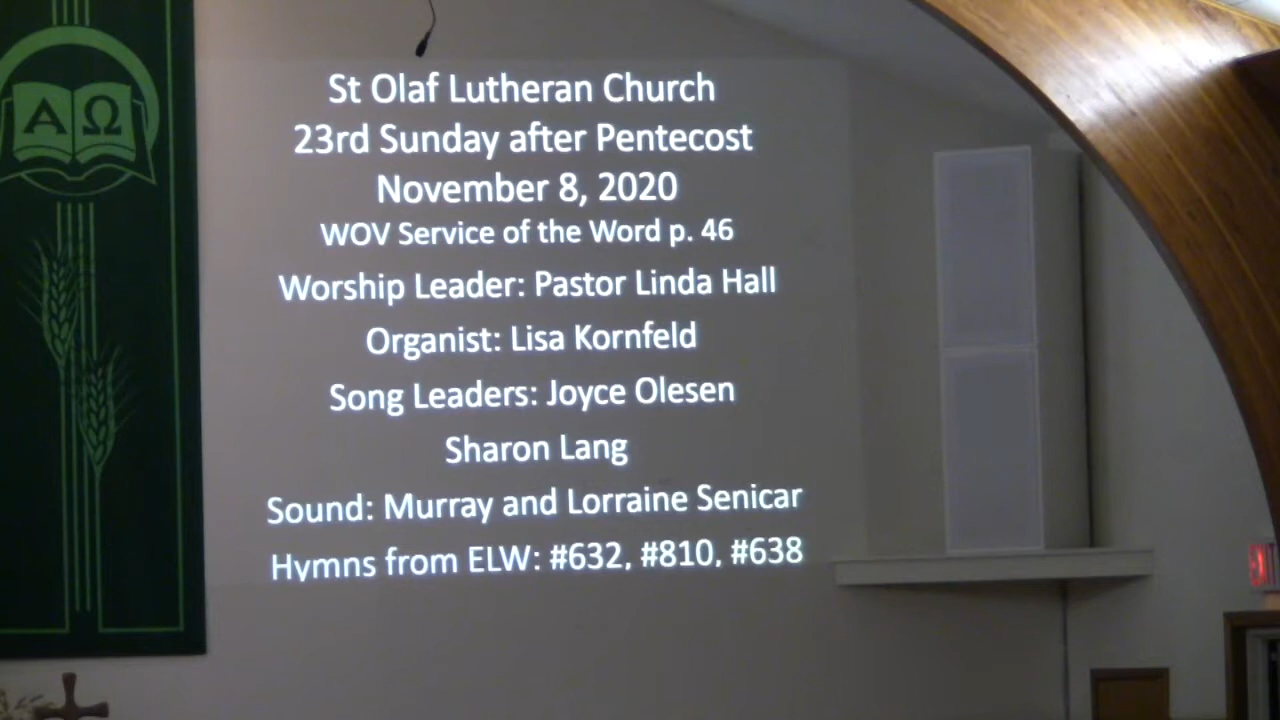 Α Ω
St Olaf Lutheran Church
23rd Sunday after Pentecost
November 8, 2020
WOV Service of the Word p. 46
Worship Leader: Pastor Linda Hall
Organist: Lisa Kornfeld
Song Leaders: Joyce Olesen
Sharon Lang
Sound: Murray and Lorraine Senicar
Hymns from ELW: #632, #810, #638